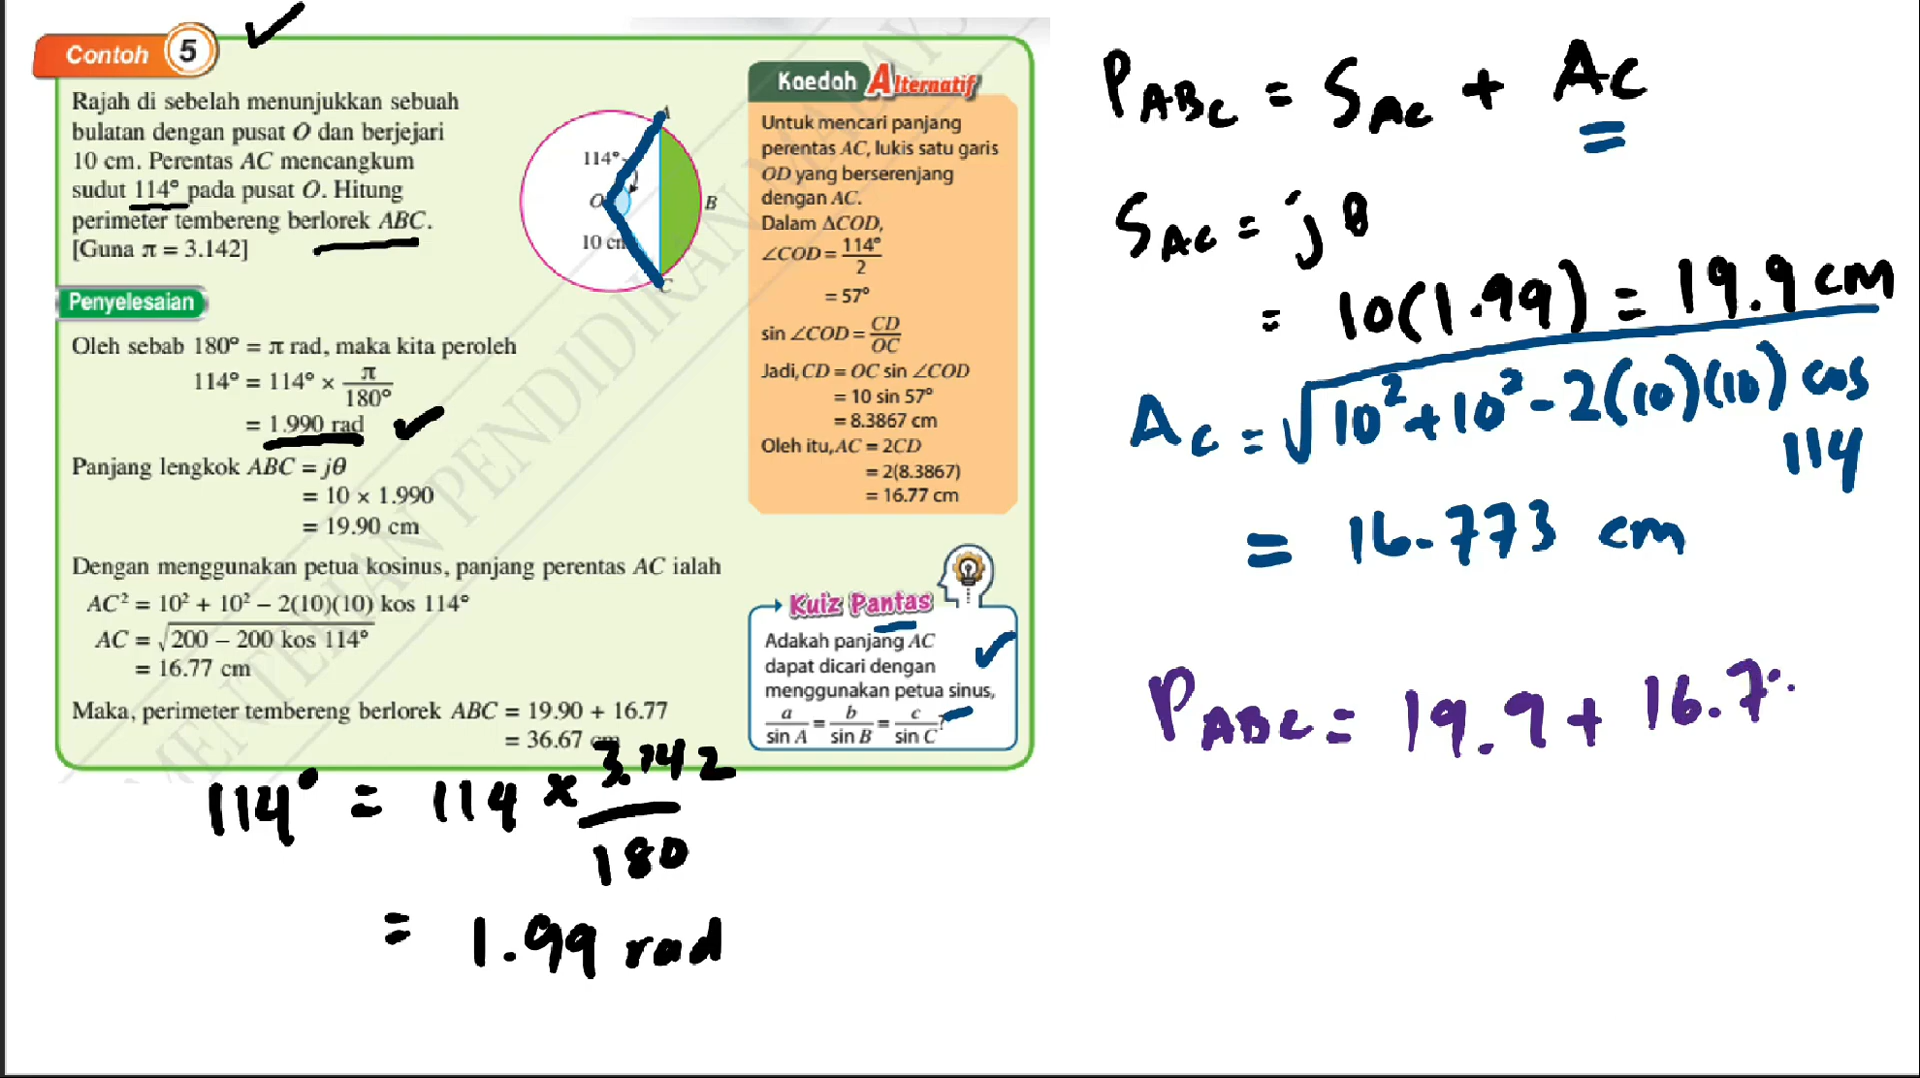 Contoh 5
Rajah di sebelah menunjukkan sebuah
bulatan dengan pusat O dan berjejari
10 cm. Perentas AC mencangkum
sudut 114° pada pusat O. Hitung
perimeter tembereng berlorek ABC.
[Guna π = 3.142]
A
114°
O
B
10 cm
C
Penyelesaian
Oleh sebab 180° = π rad, maka kita peroleh
114° = 114° × π/180°
= 1.990 rad
Panjang lengkok ABC = jθ
= 10 × 1.990
= 19.90 cm
Dengan menggunakan petua kosinus, panjang perentas AC ialah
AC² = 10² + 10² – 2(10)(10) kos 114°
AC = √200 – 200 kos 114°
= 16.77 cm
Maka, perimeter tembereng berlorek ABC = 19.90 + 16.77
= 36.67 cm
Kaedah Alternatif
Untuk mencari panjang
perentas AC, lukis satu garis
OD yang berserenjang
dengan AC.
Dalam ΔCOD,
∠COD = 114°/2
= 57°
sin ∠COD = CD/OC
Jadi, CD = OC sin ∠COD
= 10 sin 57°
= 8.3867 cm
Oleh itu, AC = 2CD
= 2(8.3867)
= 16.77 cm
Kuiz Pantas
Adakah panjang AC
dapat dicari dengan
menggunakan petua sinus,
a/sin A = b/sin B = c/sin C?
114° = 114 × 3.142/180
= 1.99 rad
PABC = SAC + AC
SAC = jθ
= 10(1.99) = 19.9 cm
AC = √10² + 10² - 2(10)(10) cos 114
= 16.773 cm
PABC = 19.9 + 16.7
KEMENTERIAN PENDIDIKAN MALAYSIA